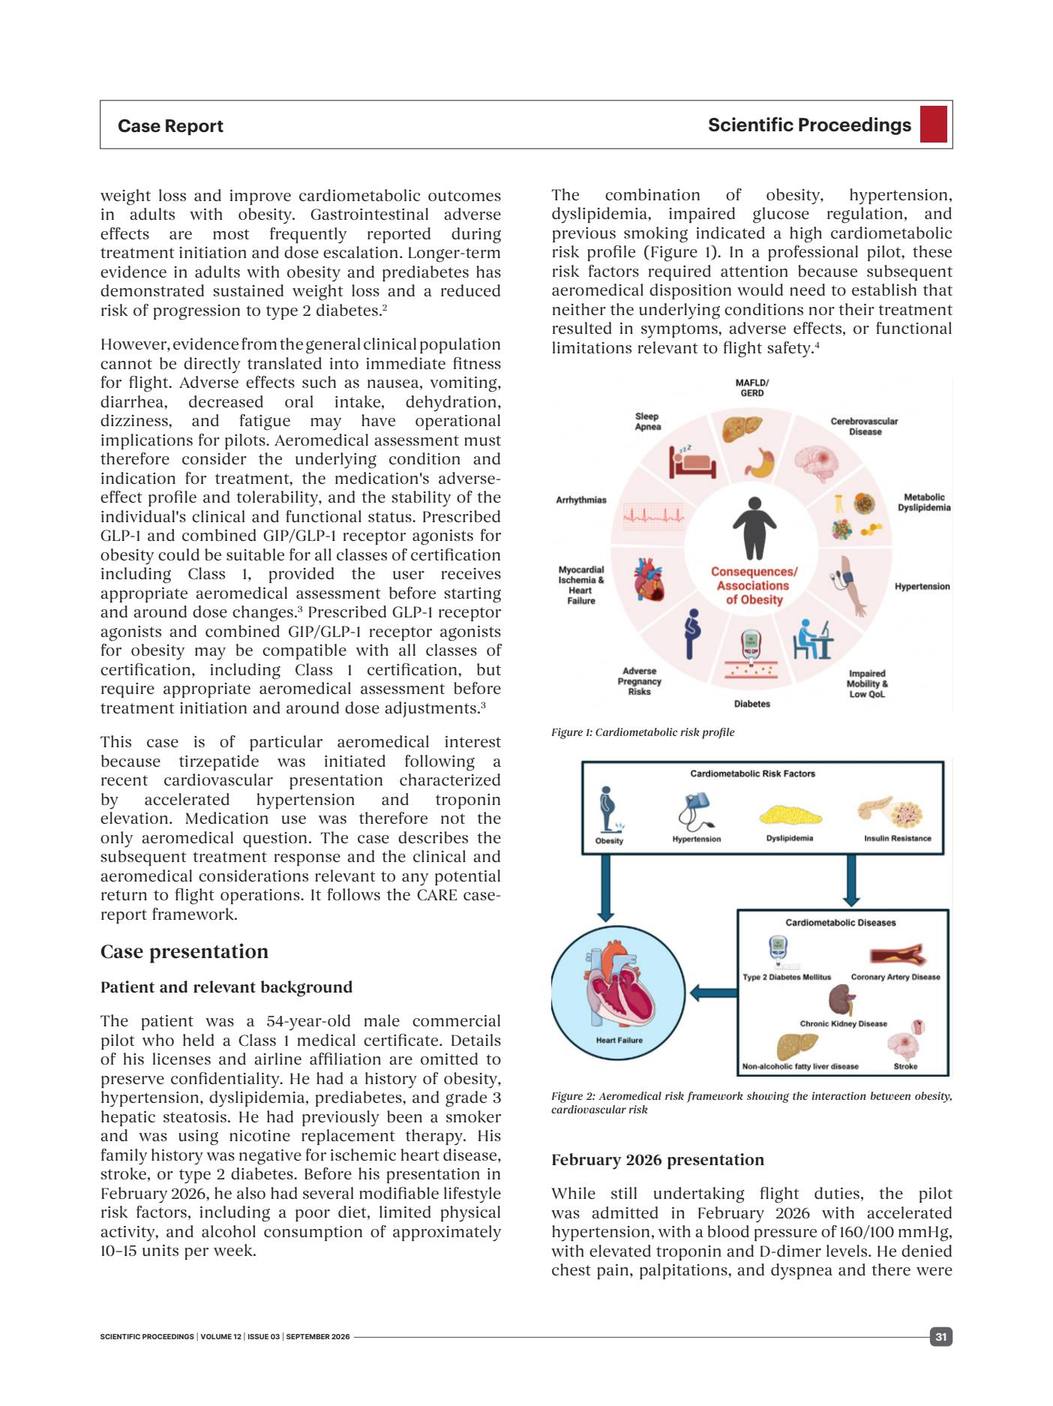 Case Report
Scientific Proceedings
weight loss and improve cardiometabolic outcomes
in adults with obesity. Gastrointestinal adverse
effects are most frequently reported during
treatment initiation and dose escalation. Longer-term
evidence in adults with obesity and prediabetes has
demonstrated sustained weight loss and a reduced
risk of progression to type 2 diabetes.²
However, evidence from the general clinical population
cannot be directly translated into immediate fitness
for flight. Adverse effects such as nausea, vomiting,
diarrhea, decreased oral intake, dehydration,
dizziness, and fatigue may have operational
implications for pilots. Aeromedical assessment must
therefore consider the underlying condition and
indication for treatment, the medication's adverse-
effect profile and tolerability, and the stability of the
individual's clinical and functional status. Prescribed
GLP-1 and combined GIP/GLP-1 receptor agonists for
obesity could be suitable for all classes of certification
including Class 1, provided the user receives
appropriate aeromedical assessment before starting
and around dose changes.³ Prescribed GLP-1 receptor
agonists and combined GIP/GLP-1 receptor agonists
for obesity may be compatible with all classes of
certification, including Class 1 certification, but
require appropriate aeromedical assessment before
treatment initiation and around dose adjustments.³
This case is of particular aeromedical interest
because tirzepatide was initiated following a
recent cardiovascular presentation characterized
by accelerated hypertension and troponin
elevation. Medication use was therefore not the
only aeromedical question. The case describes the
subsequent treatment response and the clinical and
aeromedical considerations relevant to any potential
return to flight operations. It follows the CARE case-
report framework.
Case presentation
Patient and relevant background
The patient was a 54-year-old male commercial
pilot who held a Class 1 medical certificate. Details
of his licenses and airline affiliation are omitted to
preserve confidentiality. He had a history of obesity,
hypertension, dyslipidemia, prediabetes, and grade 3
hepatic steatosis. He had previously been a smoker
and was using nicotine replacement therapy. His
family history was negative for ischemic heart disease,
stroke, or type 2 diabetes. Before his presentation in
February 2026, he also had several modifiable lifestyle
risk factors, including a poor diet, limited physical
activity, and alcohol consumption of approximately
10–15 units per week.
The combination of obesity, hypertension,
dyslipidemia, impaired glucose regulation, and
previous smoking indicated a high cardiometabolic
risk profile (Figure 1). In a professional pilot, these
risk factors required attention because subsequent
aeromedical disposition would need to establish that
neither the underlying conditions nor their treatment
resulted in symptoms, adverse effects, or functional
limitations relevant to flight safety.⁴
MAFLD/
GERD
Sleep
Apnea
Cerebrovascular
Disease
Arrhythmias
Metabolic
Dyslipidemia
Myocardial
Ischemia &
Heart
Failure
Consequences/
Associations
of Obesity
Hypertension
Adverse
Pregnancy
Risks
Impaired
Mobility &
Low QoL
Diabetes
Figure 1: Cardiometabolic risk profile
Cardiometabolic Risk Factors
Obesity
Hypertension
Dyslipidemia
Insulin Resistance
Cardiometabolic Diseases
Type 2 Diabetes Mellitus
Coronary Artery Disease
Chronic Kidney Disease
Heart Failure
Non-alcoholic fatty liver disease
Stroke
Figure 2: Aeromedical risk framework showing the interaction between obesity,
cardiovascular risk
February 2026 presentation
While still undertaking flight duties, the pilot
was admitted in February 2026 with accelerated
hypertension, with a blood pressure of 160/100 mmHg,
with elevated troponin and D-dimer levels. He denied
chest pain, palpitations, and dyspnea and there were
SCIENTIFIC PROCEEDINGS | VOLUME 12 | ISSUE 03 | SEPTEMBER 2026
31